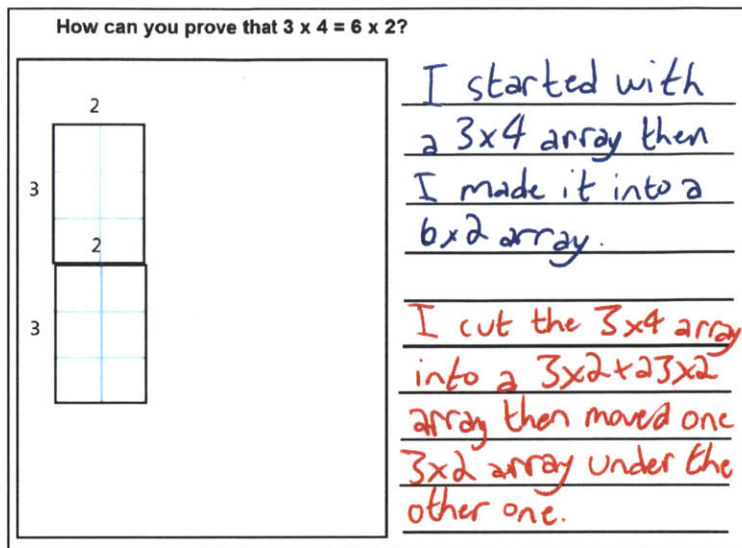 How can you prove that 3 x 4 = 6 x 2?
2
3
2
3
I started with
a 3x4 array then
I made it into a
6x2 array.
I cut the 3x4 array
into a 3x2+a3x2
array then moved one
3x2 array under the
other one.